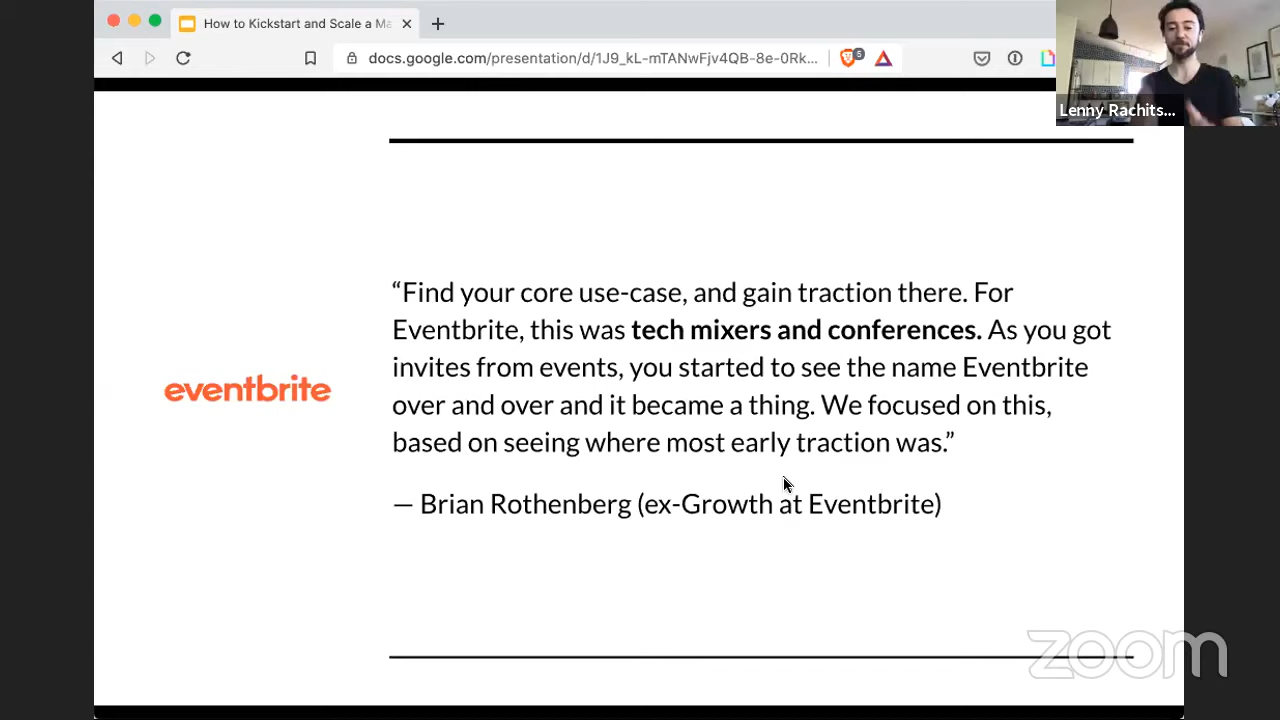 How to Kickstart and Scale a Ma
docs.google.com/presentation/d/1J9_kL-mTANwFjv4QB-8e-0Rk...
5
Lenny Rachits...
“Find your core use-case, and gain traction there. For
Eventbrite, this was tech mixers and conferences. As you got
invites from events, you started to see the name Eventbrite
over and over and it became a thing. We focused on this,
based on seeing where most early traction was.”
eventbrite
— Brian Rothenberg (ex-Growth at Eventbrite)
zoom